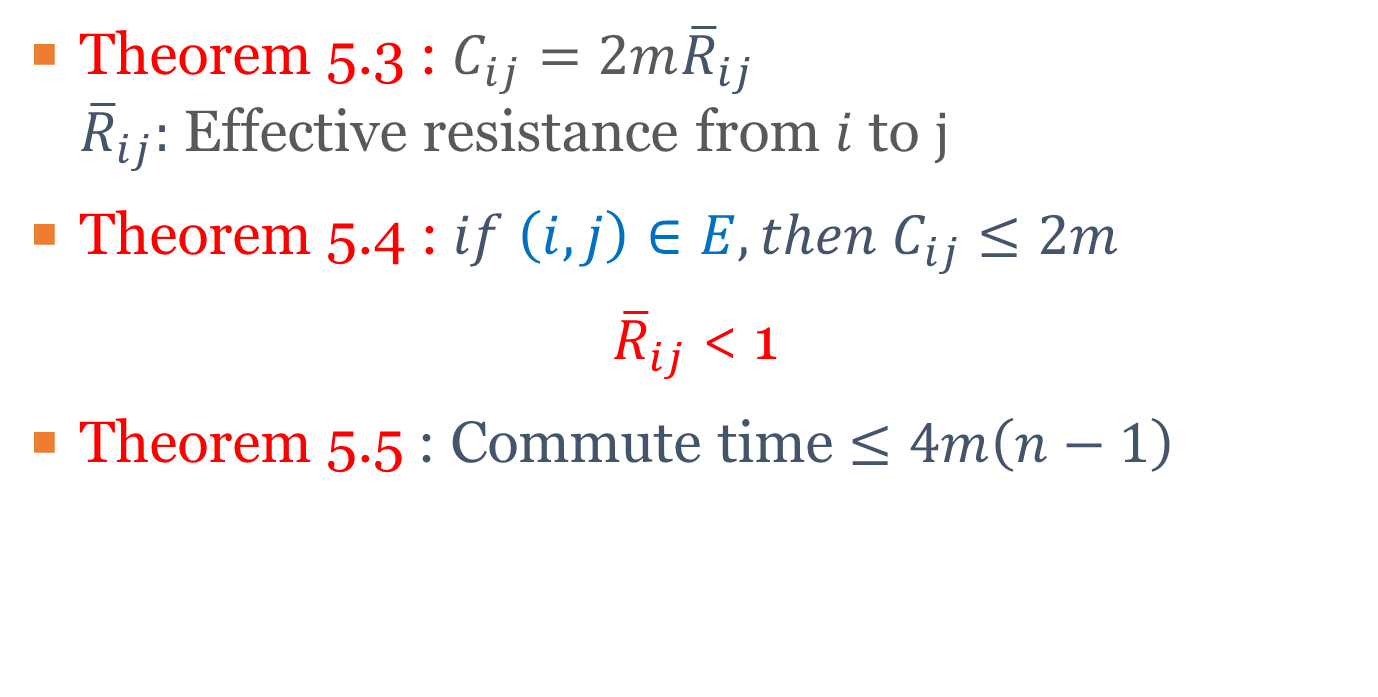 ▪ Theorem 5.3 : C_{ij} = 2mR̅_{ij}
R̅_{ij}: Effective resistance from i to j
▪ Theorem 5.4 : if (i,j) ∈ E, then C_{ij} ≤ 2m
R̅_{ij} < 1
▪ Theorem 5.5 : Commute time ≤ 4m(n − 1)